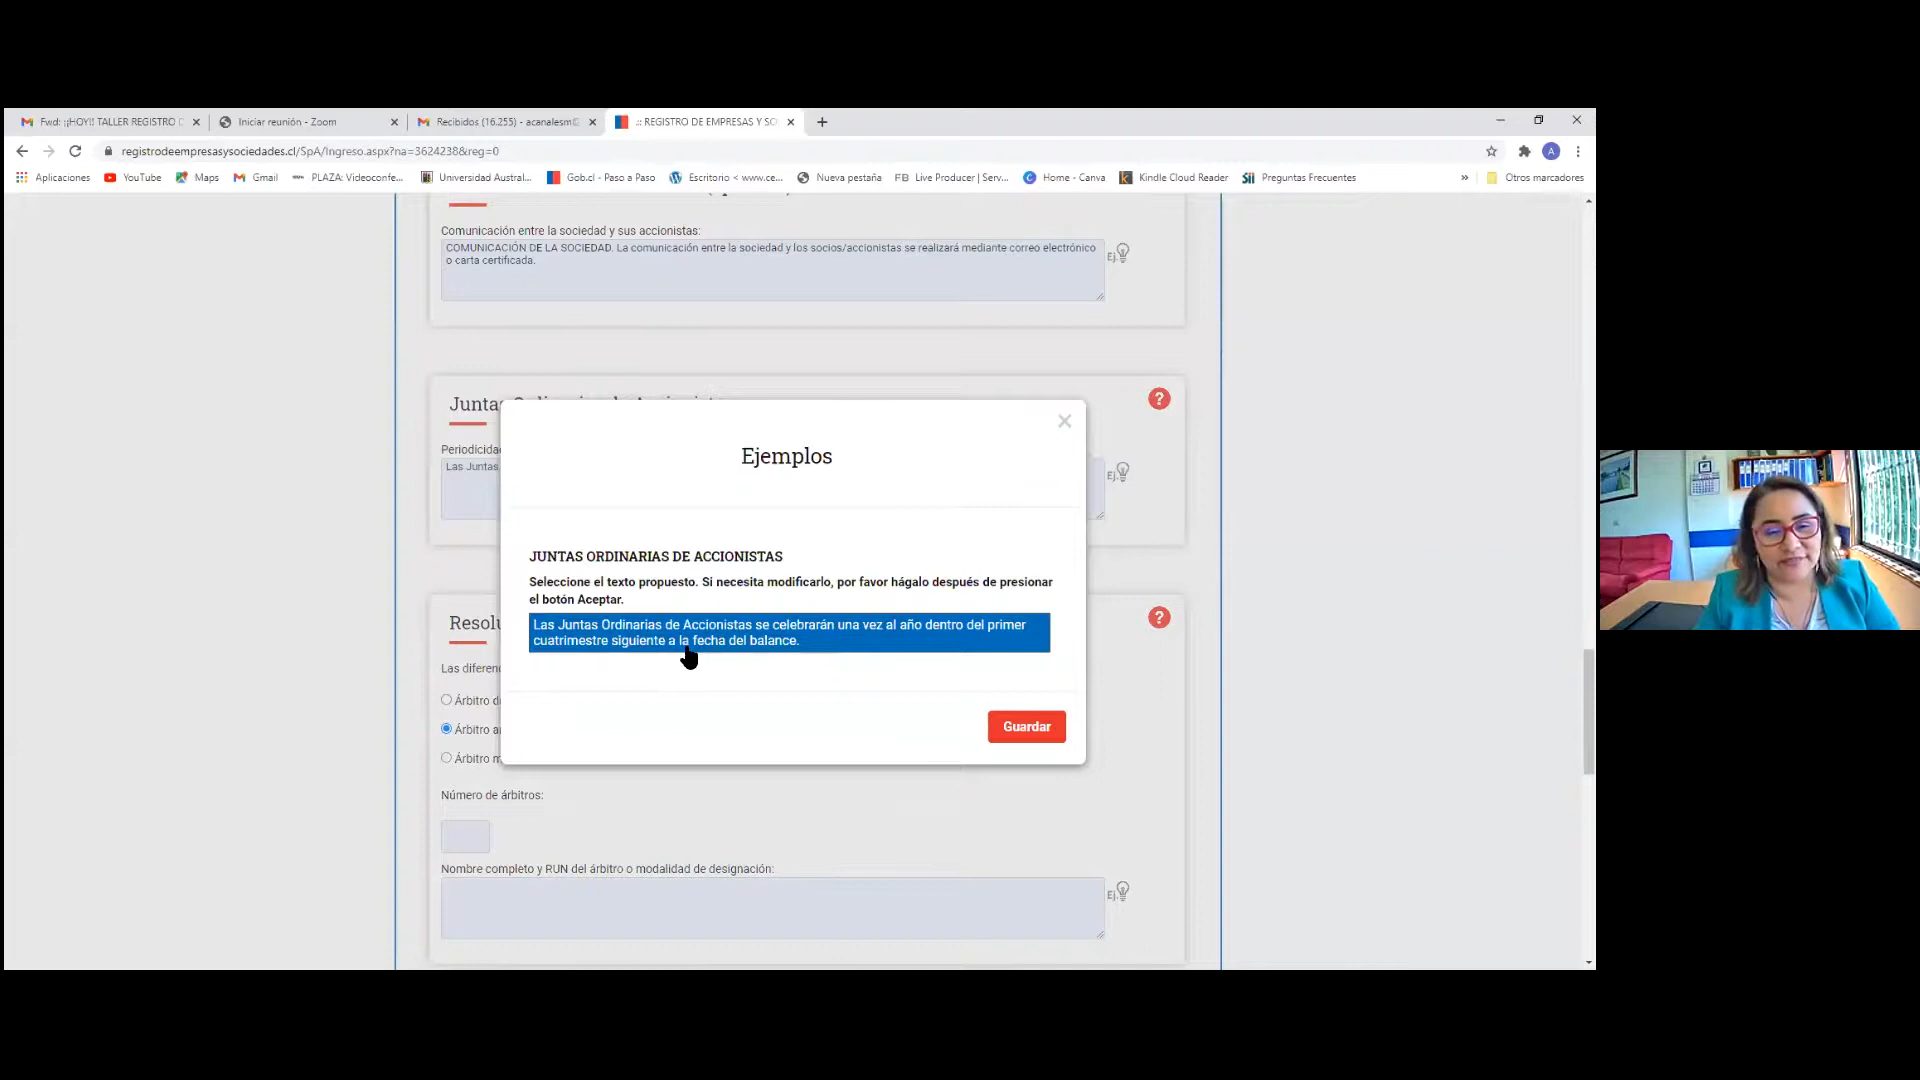 Fwd: ¡¡HOY!! TALLER REGISTRO
Iniciar reunión - Zoom
Recibidos (16.255) - acanalesm
.:: REGISTRO DE EMPRESAS Y SO
registrodeempresasysociedades.cl/SpA/Ingreso.aspx?na=3624238&reg=0
A
Aplicaciones
YouTube
Maps
Gmail
PLAZA: Videoconfe...
Universidad Austral...
Gob.cl - Paso a Paso
Escritorio < www.ce...
Nueva pestaña
FB Live Producer | Serv...
Home - Canva
Kindle Cloud Reader
Sii Preguntas Frecuentes
»
Otros marcadores
Comunicación entre la sociedad y sus accionistas:
COMUNICACIÓN DE LA SOCIEDAD. La comunicación entre la sociedad y los socios/accionistas se realizará mediante correo electrónico
o carta certificada.
Ej.
Juntas
?
Periodicidad
Las Juntas
Ej.
Ejemplos
JUNTAS ORDINARIAS DE ACCIONISTAS
Seleccione el texto propuesto. Si necesita modificarlo, por favor hágalo después de presionar
el botón Aceptar.
Las Juntas Ordinarias de Accionistas se celebrarán una vez al año dentro del primer
cuatrimestre siguiente a la fecha del balance.
Guardar
?
Las
Árbitro
Árbitro
Árbitro
Número de árbitros:
Nombre completo y RUN del árbitro o modalidad de designación:
Ej.